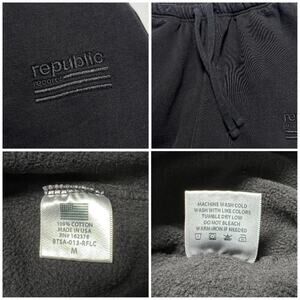 republic
100% COTTON
MADE IN USA
RN# 162376
BTSA-013-RFLC
M
MACHINE WASH COLD
WASH WITH LIKE COLORS
TUMBLE DRY LOW
DO NOT BLEACH.
WARM IRON IF NEEDED